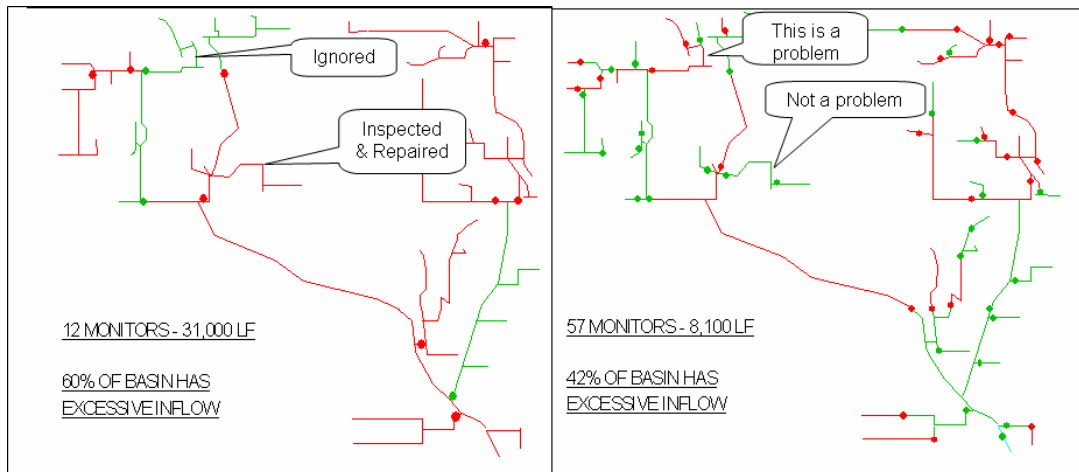 Ignored
Inspected
& Repaired
12 MONITORS - 31,000 LF
60% OF BASIN HAS
EXCESSIVE INFLOW
This is a
problem
Not a problem
57 MONITORS - 8,100 LF
42% OF BASIN HAS
EXCESSIVE INFLOW